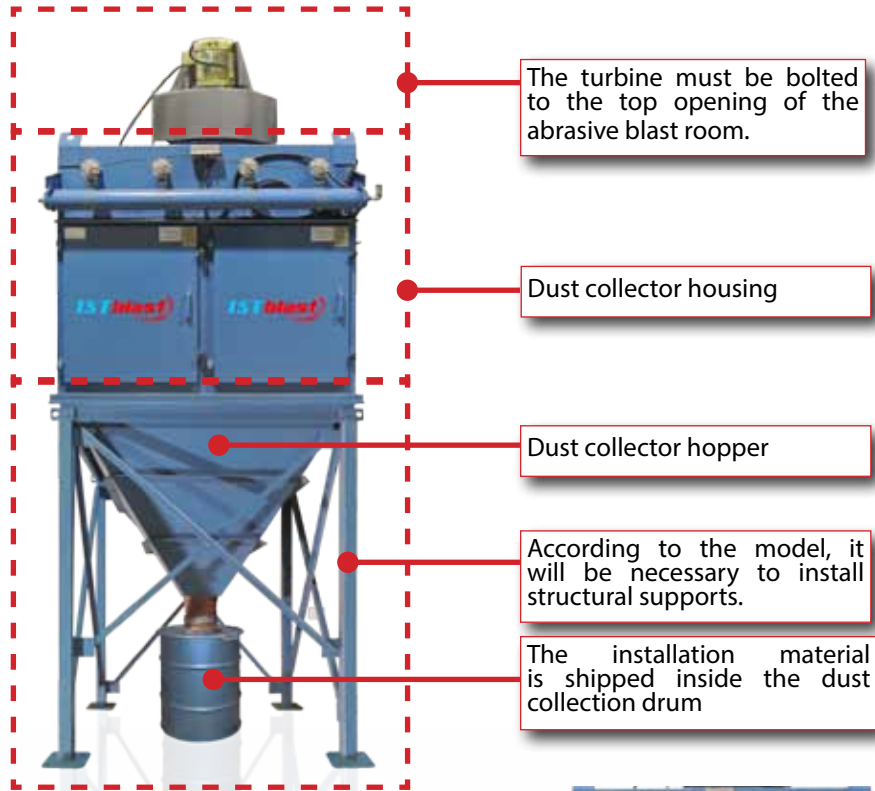 The turbine must be bolted
to the top opening of the
abrasive blast room.
Dust collector housing
ISTblast ISTblast
Dust collector hopper
According to the model, it
will be necessary to install
structural supports.
The installation material
is shipped inside the dust
collection drum